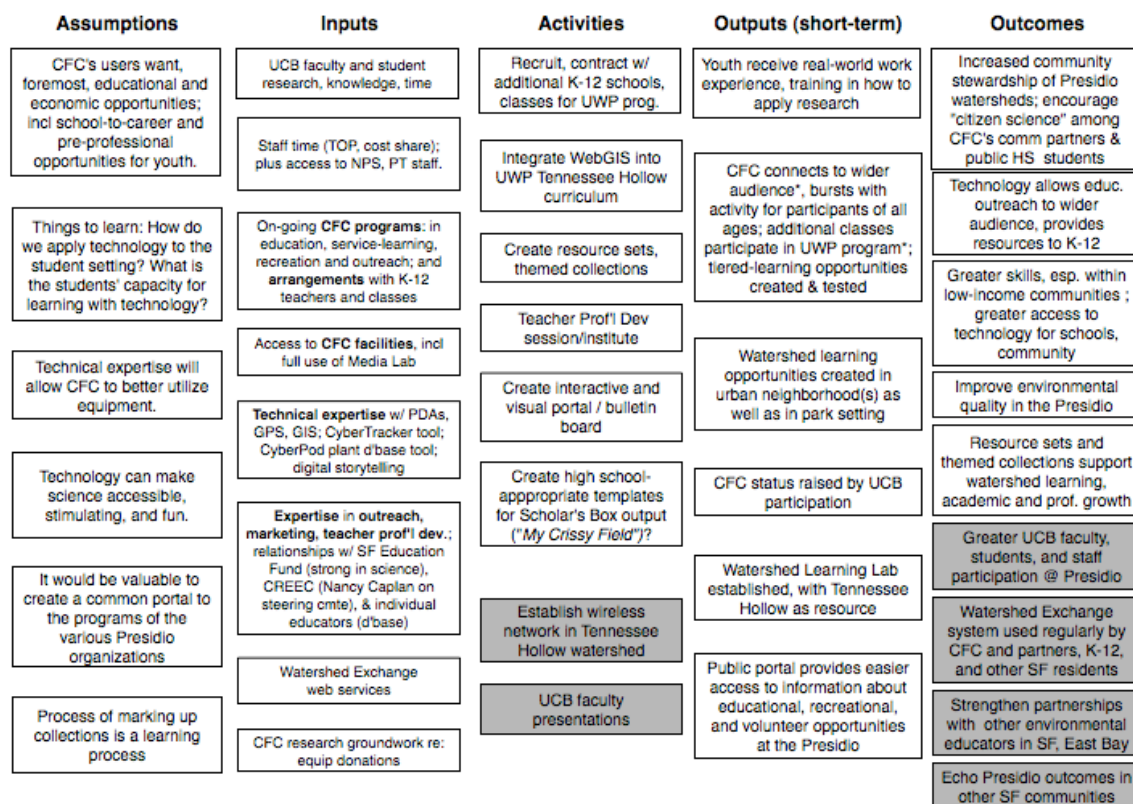 Assumptions
CFC's users want,
foremost, educational and
economic opportunities;
incl school-to-career and
pre-professional
opportunities for youth.
Things to learn: How do
we apply technology to the
student setting? What is
the students' capacity for
learning with technology?
Technical expertise will
allow CFC to better utilize
equipment.
Technology can make
science accessible,
stimulating, and fun.
It would be valuable to
create a common portal to
the programs of the
various Presidio
organizations
Process of marking up
collections is a learning
process
Inputs
UCB faculty and student
research, knowledge, time
Staff time (TOP, cost share);
plus access to NPS, PT staff.
On-going CFC programs: in
education, service-learning,
recreation and outreach; and
arrangements with K-12
teachers and classes
Access to CFC facilities, incl
full use of Media Lab
Technical expertise w/ PDAs,
GPS, GIS; CyberTracker tool;
CyberPod plant d'base tool;
digital storytelling
Expertise in outreach,
marketing, teacher prof'l dev.;
relationships w/ SF Education
Fund (strong in science),
CREEC (Nancy Caplan on
steering cmte), & individual
educators (d'base)
Watershed Exchange
web services
CFC research groundwork re:
equip donations
Activities
Recruit, contract w/
additional K-12 schools,
classes for UWP prog.
Integrate WebGIS into
UWP Tennessee Hollow
curriculum
Create resource sets,
themed collections
Teacher Prof'l Dev
session/institute
Create interactive and
visual portal / bulletin
board
Create high school-
apppropriate templates
for Scholar's Box output
("My Crissy Field")?
Establish wireless
network in Tennessee
Hollow watershed
UCB faculty
presentations
Outputs (short-term)
Youth receive real-world work
experience, training in how to
apply research
CFC connects to wider
audience*, bursts with
activity for participants of all
ages; additional classes
participate in UWP program*;
tiered-learning opportunities
created & tested
Watershed learning
opportunities created in
urban neighborhood(s) as
well as in park setting
CFC status raised by UCB
participation
Watershed Learning Lab
established, with Tennessee
Hollow as resource
Public portal provides easier
access to information about
educational, recreational,
and volunteer opportunities
at the Presidio
Outcomes
Increased community
stewardship of Presidio
watersheds; encourage
"citizen science" among
CFC's comm partners &
public HS students
Technology allows educ.
outreach to wider
audience, provides
resources to K-12
Greater skills, esp. within
low-income communities ;
greater access to
technology for schools,
community
Improve environmental
quality in the Presidio
Resource sets and
themed collections support
watershed learning,
academic and prof. growth
Greater UCB faculty,
students, and staff
participation @ Presidio
Watershed Exchange
system used regularly by
CFC and partners, K-12,
and other SF residents
Strengthen partnerships
with other environmental
educators in SF, East Bay
Echo Presidio outcomes in
other SF communities